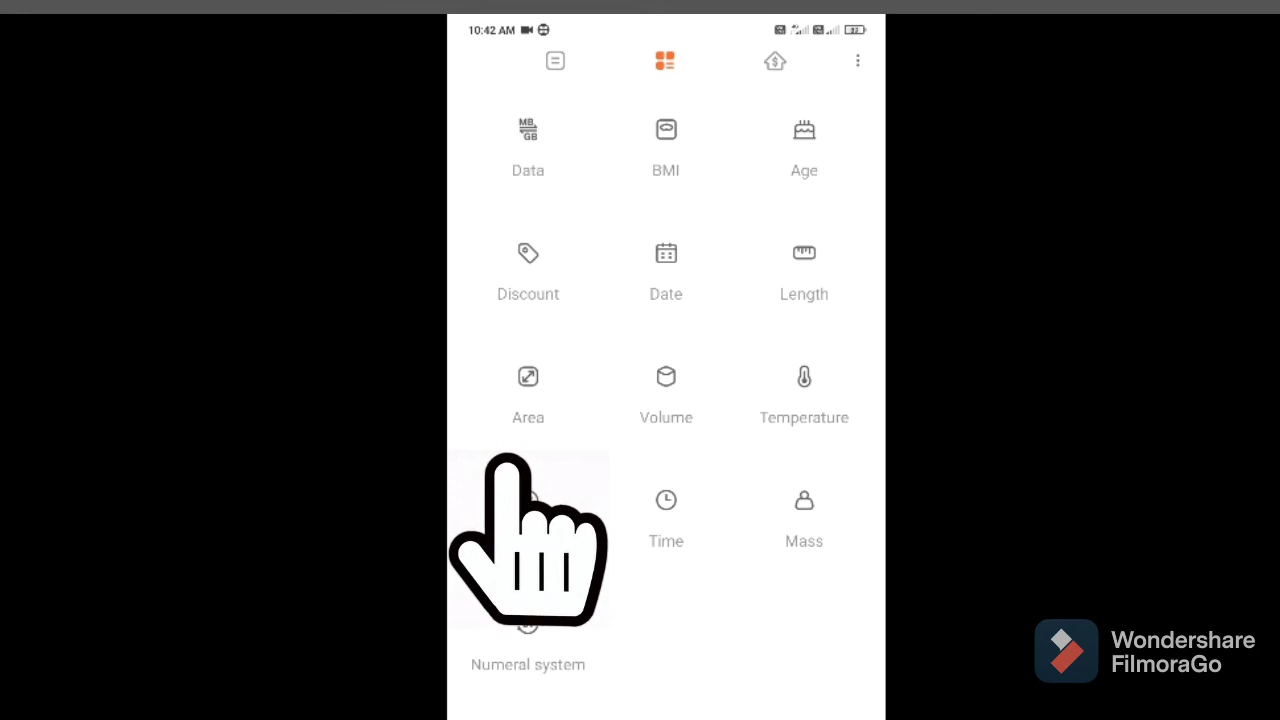 10:42 AM
MB
GB
Data
BMI
Age
Discount
Date
Length
Area
Volume
Temperature
Time
Mass
Numeral system
Wondershare
FilmoraGo